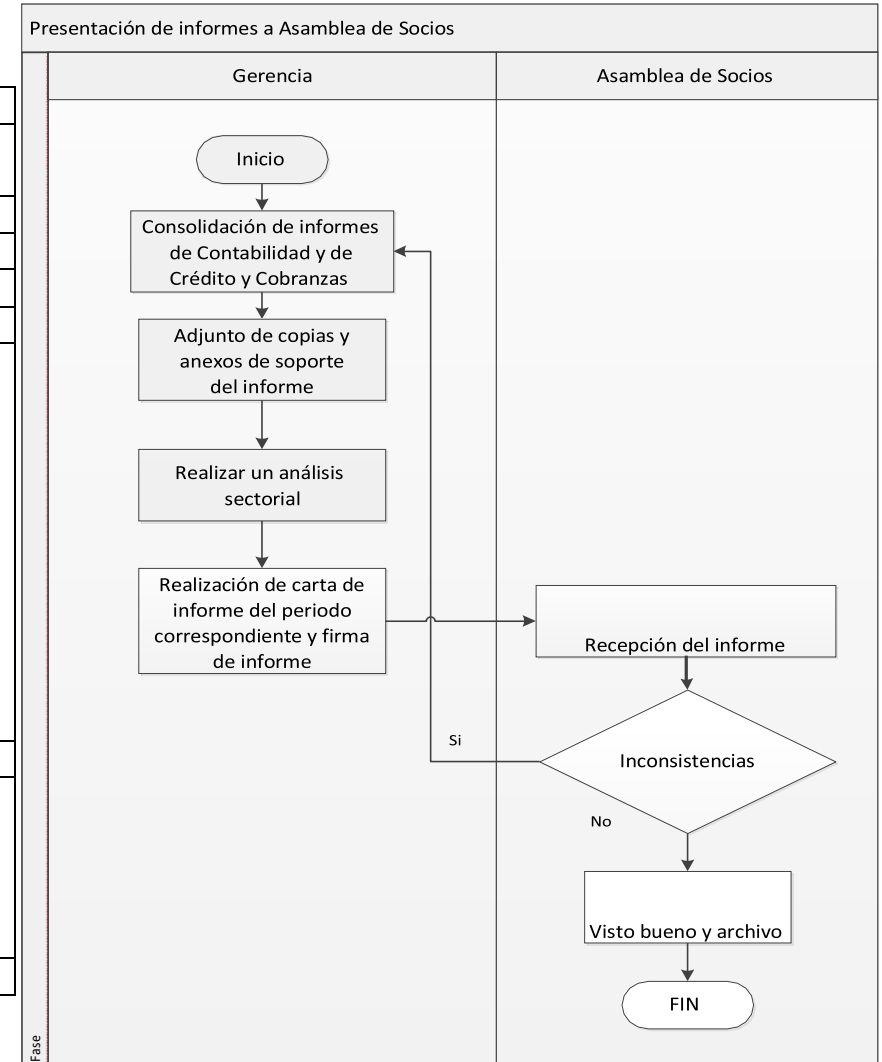 Presentación de informes a Asamblea de Socios
Gerencia
Asamblea de Socios
Inicio
Consolidación de informes
de Contabilidad y de
Crédito y Cobranzas
Adjunto de copias y
anexos de soporte
del informe
Realizar un análisis
sectorial
Realización de carta de
informe del periodo
correspondiente y firma
de informe
Recepción del informe
Si
Inconsistencias
No
Visto bueno y archivo
FIN
Fase